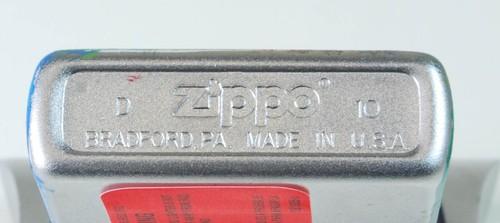 D zippo® 10
BRADFORD, PA. MADE IN U.S.A.